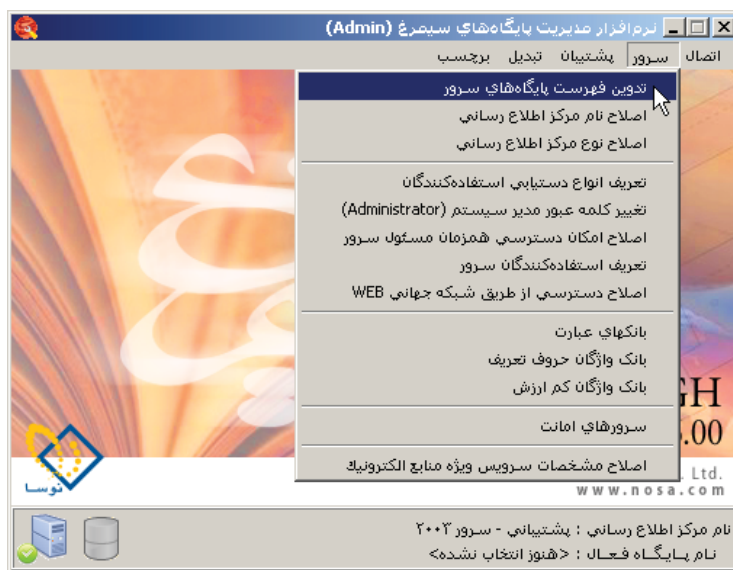 نرم‌افزار مديريت پايگاه‌هاي سيمرغ (Admin)
اتصال سرور پشتيبان تبديل برچسب
تدوين فهرست پايگاه‌هاي سرور
اصلاح نام مركز اطلاع رساني
اصلاح نوع مركز اطلاع رساني
تعريف انواع دستيابي استفاده‌كنندگان
تغيير كلمه عبور مدير سيستم (Administrator)
اصلاح امكان دسترسي همزمان مسئول سرور
تعريف استفاده‌كنندگان سرور
اصلاح دسترسي از طريق شبكه جهاني WEB
بانكهاي عبارت
بانک واژگان حروف تعريف
بانک واژگان كم ارزش
سرورهاي امانت
اصلاح مشخصات سرويس ويژه منابع الكترونيك
GH
.00
Ltd.
www.nosa.com
نوسا
نام مركز اطلاع رساني : پشتيباني - سرور ۲۰۰۳
نام پايگاه فعال : <هنوز انتخاب نشده>